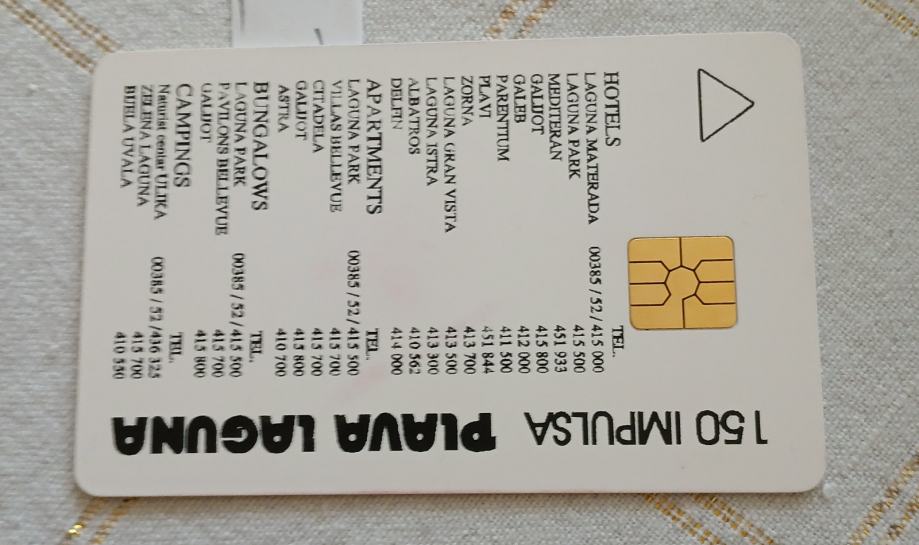 150 IMPULSA PLAVA LAGUNA
HOTELS TEL.
LAGUNA MATERADA 00385 / 52 / 415 000
LAGUNA PARK 415 500
MEDITERAN 451 933
GALIJOT 415 800
GALEB 412 000
PARENTIUM 411 500
PLAVI 451 844
ZORNA 413 700
LAGUNA GRAN VISTA 413 500
LAGUNA ISTRA 413 300
ALBATROS 410 562
DELFIN 414 000
APARTMENTS TEL.
LAGUNA PARK 00385 / 52 / 415 500
VILLAS BELLEVUE 415 700
CITADELA 415 700
GALIJOT 415 800
ASTRA 410 700
BUNGALOWS TEL.
LAGUNA PARK 00385 / 52 / 415 500
PAVILONS BELLEVUE 415 700
GALIJOT 415 800
CAMPINGS TEL.
Naturist centar ULIKA 00385 / 52 / 436 325
ZELENA LAGUNA 415 700
BIJELA UVALA 410 550